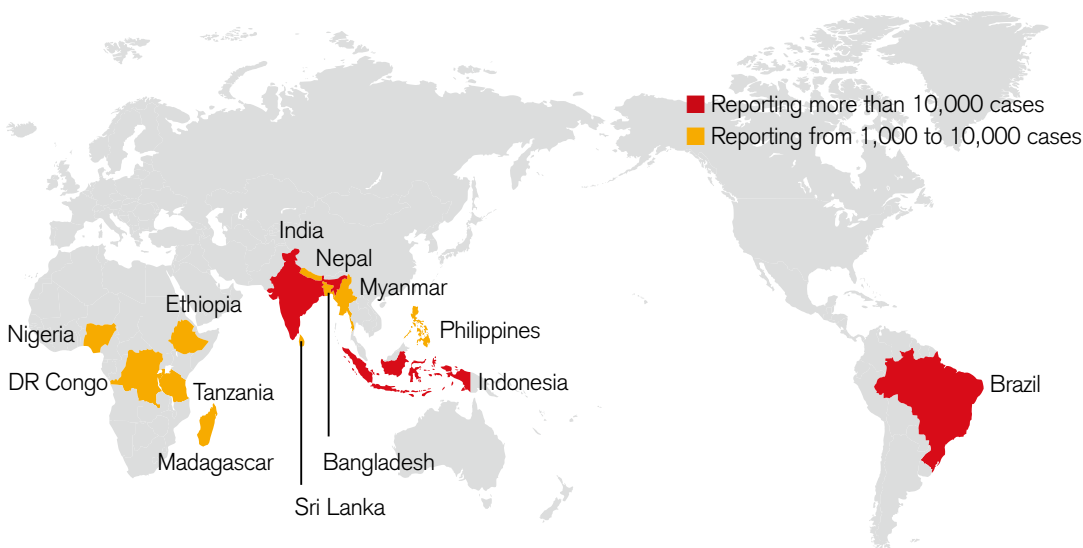 Reporting more than 10,000 cases
Reporting from 1,000 to 10,000 cases
India
Nepal
Myanmar
Ethiopia
Nigeria
Philippines
DR Congo
Tanzania
Indonesia
Brazil
Madagascar
Bangladesh
Sri Lanka